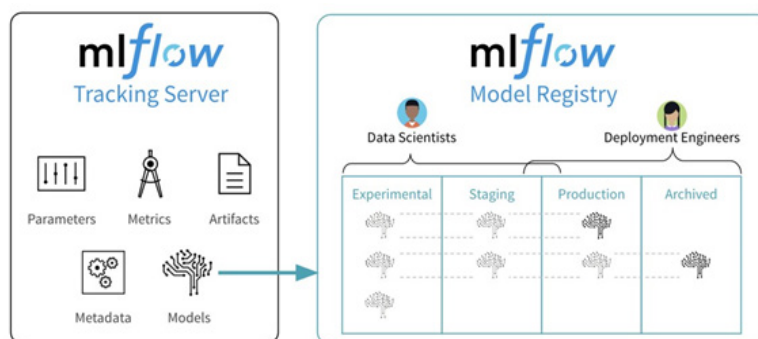 mlflow
Tracking Server
Parameters
Metrics
Artifacts
Metadata
Models
mlflow
Model Registry
Data Scientists
Deployment Engineers
Experimental
Staging
Production
Archived